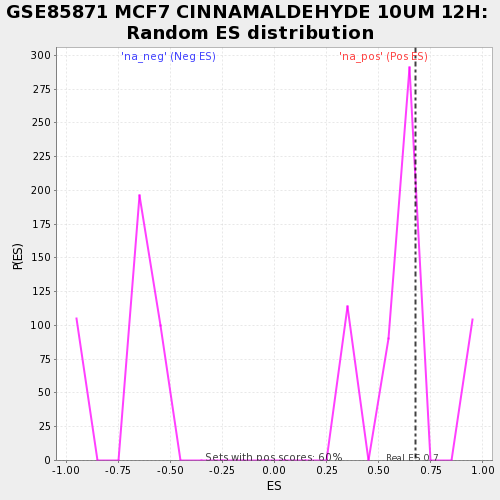 GSE85871 MCF7 CINNAMALDEHYDE 10UM 12H:
Random ES distribution
'na_neg' (Neg ES)
'na_pos' (Pos ES)
300
275
250
225
200
175
150
125
100
75
50
25
0
P(ES)
Sets with pos scores: 60%
Real ES 0.7
-1.00 -0.75 -0.50 -0.25 0.00 0.25 0.50 0.75 1.00
ES